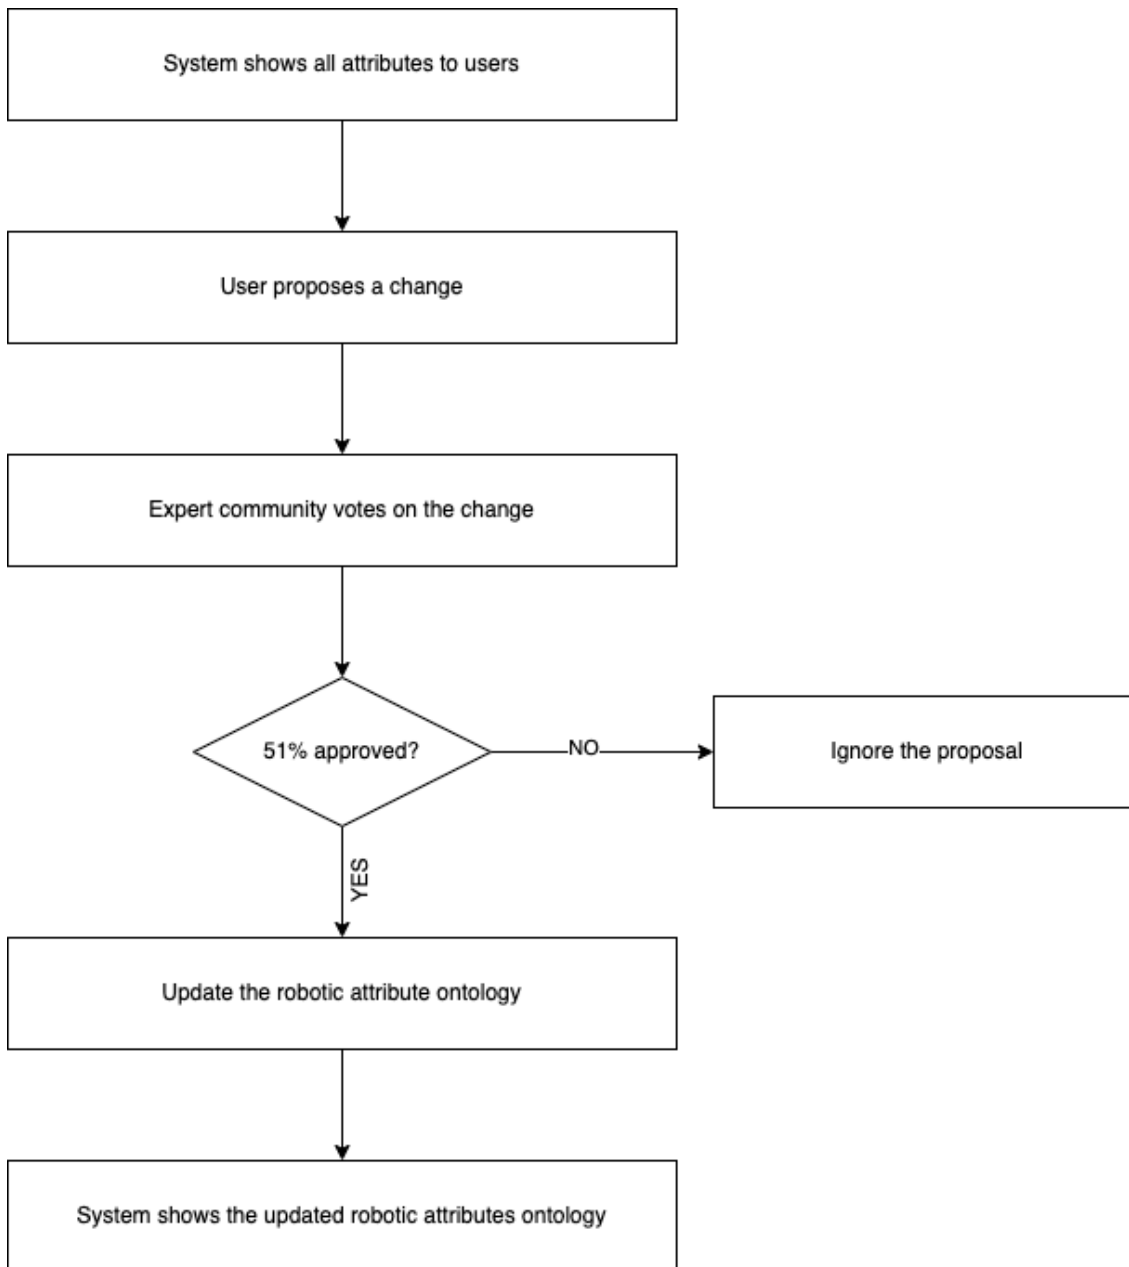 System shows all attributes to users
User proposes a change
Expert community votes on the change
51% approved?
NO
Ignore the proposal
YES
Update the robotic attribute ontology
System shows the updated robotic attributes ontology